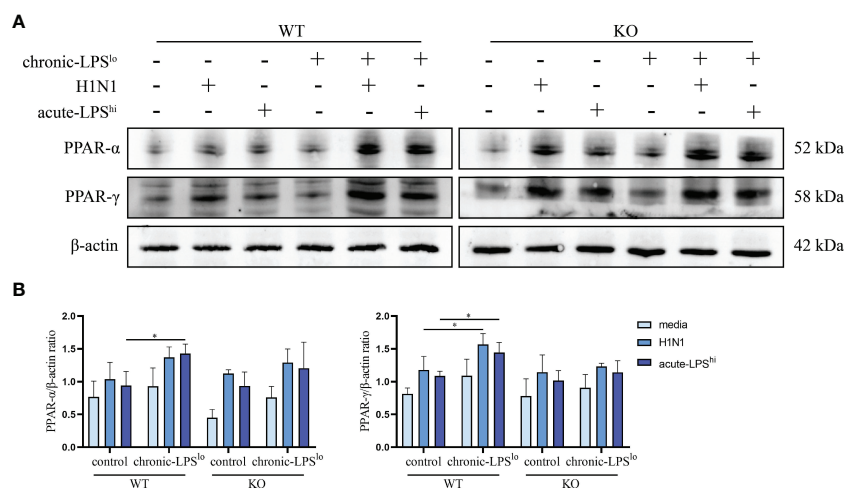 A
WT KO
chronic-LPSlo - - - + + + - - - + + +
H1N1 - + - - + - - + - - + -
acute-LPShi - - + - - + - - + - - +
PPAR-α 52 kDa
PPAR-γ 58 kDa
β-actin 42 kDa
B
PPAR-α/β-actin ratio
2.0
1.5
1.0
0.5
0.0
*
control chronic-LPSlo control chronic-LPSlo
WT KO
PPAR-γ/β-actin ratio
2.0
1.5
1.0
0.5
0.0
*
*
control chronic-LPSlo control chronic-LPSlo
WT KO
media
H1N1
acute-LPShi